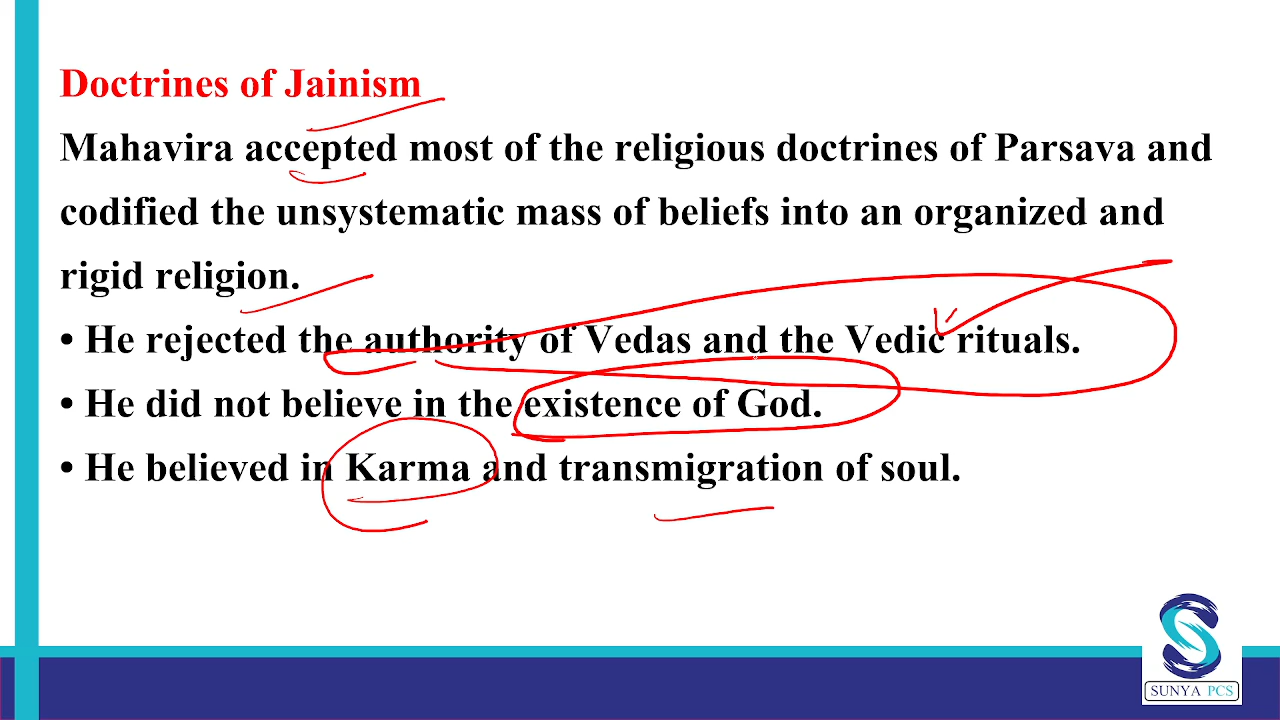 Doctrines of Jainism
Mahavira accepted most of the religious doctrines of Parsava and
codified the unsystematic mass of beliefs into an organized and
rigid religion.
• He rejected the authority of Vedas and the Vedic rituals.
• He did not believe in the existence of God.
• He believed in Karma and transmigration of soul.
SUNYA PCS